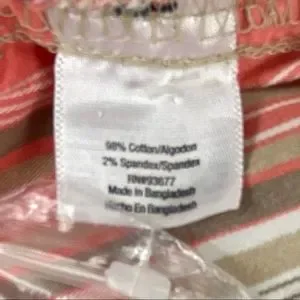 98% Cotton/Algodon
2% Spandex/Spandex
RN#93677
Made in Bangladesh
Hecho En Bangladesh